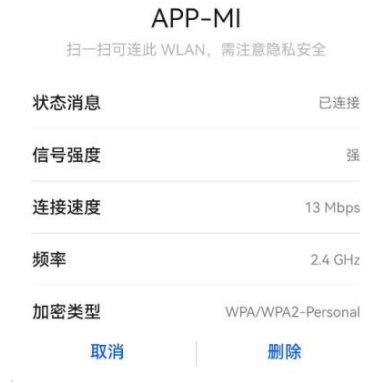 APP-MI
扫一扫可连此 WLAN，需注意隐私安全
状态消息 已连接
信号强度 强
连接速度 13 Mbps
频率 2.4 GHz
加密类型 WPA/WPA2-Personal
取消 删除